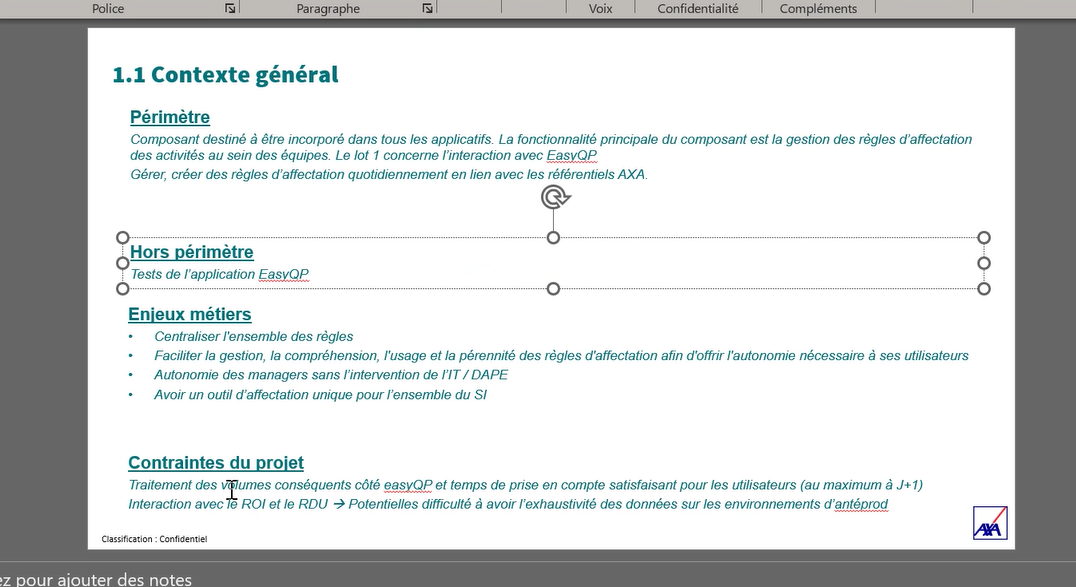 Police
Paragraphe
Voix
Confidentialité
Compléments
1.1 Contexte général
Périmètre
Composant destiné à être incorporé dans tous les applicatifs. La fonctionnalité principale du composant est la gestion des règles d’affectation
des activités au sein des équipes. Le lot 1 concerne l’interaction avec EasyQP
Gérer, créer des règles d’affectation quotidiennement en lien avec les référentiels AXA.
Hors périmètre
Tests de l’application EasyQP
Enjeux métiers
• Centraliser l'ensemble des règles
• Faciliter la gestion, la compréhension, l'usage et la pérennité des règles d'affectation afin d'offrir l'autonomie nécessaire à ses utilisateurs
• Autonomie des managers sans l’intervention de l’IT / DAPE
• Avoir un outil d’affectation unique pour l’ensemble du SI
Contraintes du projet
Traitement des volumes conséquents côté easyQP et temps de prise en compte satisfaisant pour les utilisateurs (au maximum à J+1)
Interaction avec le ROI et le RDU → Potentielles difficulté à avoir l’exhaustivité des données sur les environnements d’antéprod
AXA
Classification : Confidentiel
ez pour ajouter des notes